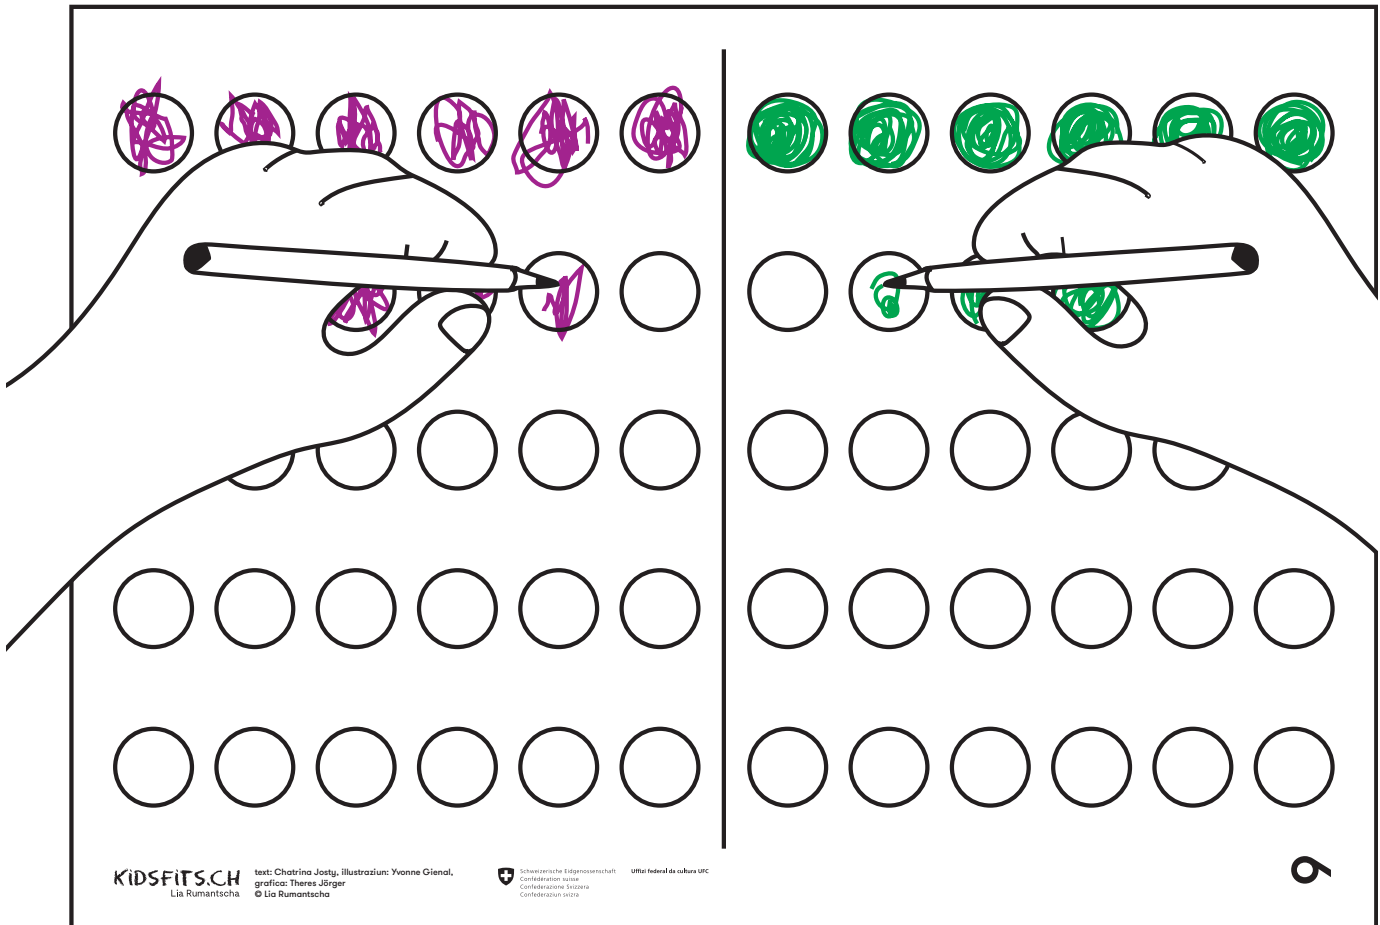 KiDSFiTS.CH
Lia Rumantscha
text: Chatrina Josty, illustraziun: Yvonne Gienal,
grafica: Theres Jörger
© Lia Rumantscha
Schweizerische Eidgenossenschaft
Confédération suisse
Confederazione Svizzera
Confederaziun svizra
Uffizi federal da cultura UFC
9